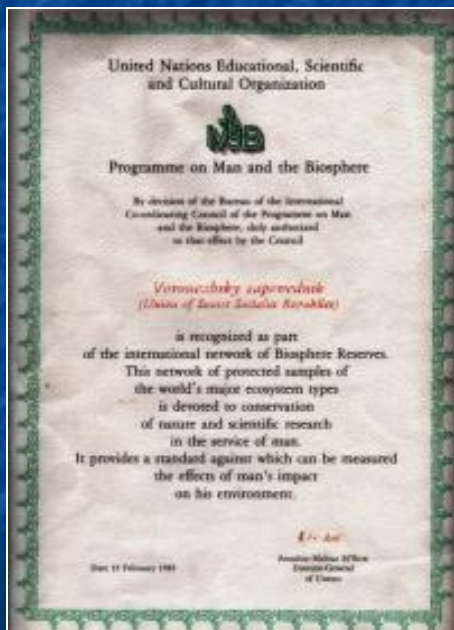 United Nations Educational, Scientific
and Cultural Organization
MAB
Programme on Man and the Biosphere
By decision of the Bureau of the International
Co-ordinating Council of the Programme on Man
and the Biosphere, duly authorized
to that effect by the Council
Voronezhsky zapovednik
(Union of Soviet Socialist Republics)
is recognized as part
of the international network of Biosphere Reserves.
This network of protected samples of
the world's major ecosystem types
is devoted to conservation
of nature and scientific research
in the service of man.
It provides a standard against which can be measured
the effects of man's impact
on his environment.
Date 15 February
Director-General
of Unesco